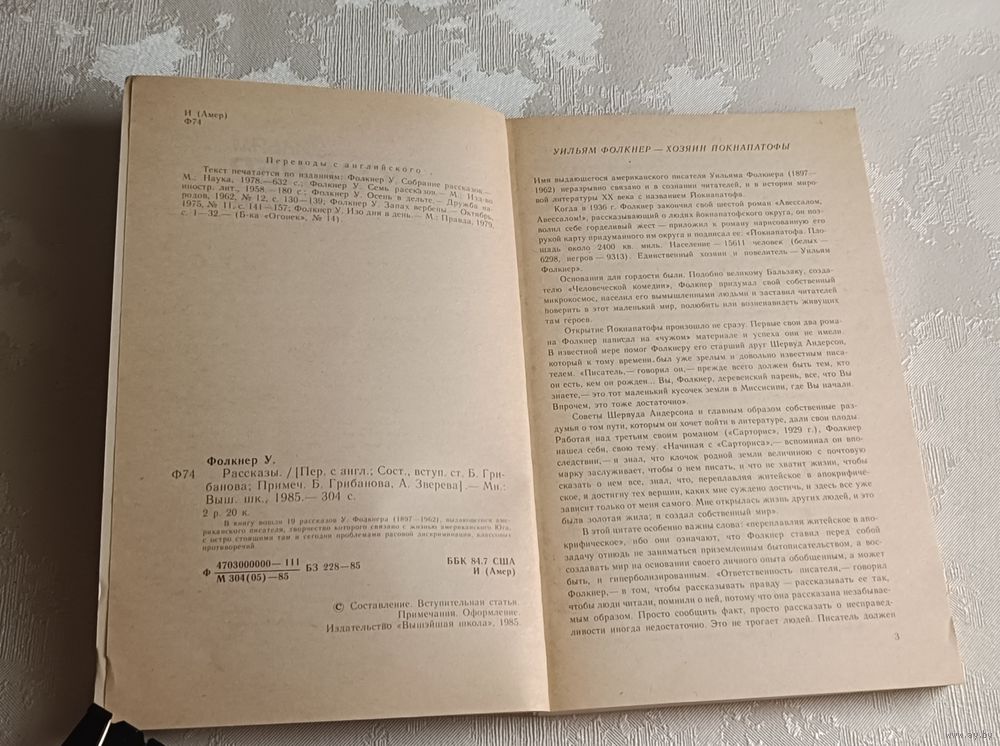 И (Амер)
Ф74
Переводы с английского
Текст печатается по изданиям: Фолкнер У. Собрание рассказов.—
М., Наука, 1978.—632 с.; Фолкнер У. Семь рассказов.— М.: Изд-во
иностр. лит., 1958.— 180 с.; Фолкнер У. Осень в дельте.— Дружба на-
родов, 1962, № 12, с. 130—139; Фолкнер У. Запах вербены.— Октябрь,
1975, № 11, с. 141—157; Фолкнер У. Изо дня в день.— М.: Правда, 1979,
с. 1—32.— (Б-ка «Огонек», № 14).
Фолкнер У.
Ф74 Рассказы. /[Пер. с англ.; Сост., вступ. ст. Б. Гри-
банова; Примеч. Б. Грибанова, А. Зверева].— Мн.:
Выш. шк., 1985.— 304 с.
2 р. 20 к.
В книгу вошли 19 рассказов У. Фолкнера (1897—1962), выдающегося аме-
риканского писателя, творчество которого связано с жизнью американского Юга,
с остро стоящими там и сегодня проблемами расовой дискриминации, классовых
противоречий
Ф 4703000000—111 БЗ 228—85
М 304(05)—85
ББК 84.7 США
И (Амер)
© Составление. Вступительная статья.
Примечания. Оформление.
Издательство «Вышэйшая школа», 1985
УИЛЬЯМ ФОЛКНЕР — ХОЗЯИН ЙОКНАПАТОФЫ
Имя выдающегося американского писателя Уильяма Фолкнера (1897—
1962) неразрывно связано и в сознании читателей, и в истории миро-
вой литературы XX века с названием Йокнапатофа.
Когда в 1936 г. Фолкнер закончил свой шестой роман «Авессалом,
Авессалом!», рассказывающий о людях йокнапатофского округа, он поз-
волил себе горделивый жест — приложил к роману нарисованную его
рукой карту придуманного им округа и подписал ее: «Йокнапатофа. Пло-
щадь около 2400 кв. миль. Население — 15611 человек (белых —
6298, негров — 9313). Единственный хозяин и повелитель — Уильям
Фолкнер».
Основания для гордости были. Подобно великому Бальзаку, созда-
телю «Человеческой комедии», Фолкнер придумал свой собственный
микрокосмос, населил его вымышленными людьми и заставил читателей
поверить в этот маленький мир, полюбить или возненавидеть живущих
там героев.
Открытие Йокнапатофы произошло не сразу. Первые свои два рома-
на Фолкнер написал на «чужом» материале и успеха они не имели.
В известной мере помог Фолкнеру его старший друг Шервуд Андерсон,
который к тому времени был уже зрелым и довольно известным писа-
телем. «Писатель,— говорил он,— прежде всего должен быть тем, кто
он есть, кем он рожден... Вы, Фолкнер, деревенский парень, все, что Вы
знаете,— это тот маленький кусочек земли в Миссисипи, где Вы начали.
Впрочем, это тоже достаточно».
Советы Шервуда Андерсона и главным образом собственные раз-
думья о том пути, которым он хочет пойти в литературе, дали свои плоды.
Работая над третьим своим романом («Сарторис», 1929 г.), Фолкнер
нашел себя, свою тему. «Начиная с «Сарториса»,— вспоминал он впо-
следствии,— я знал, что клочок родной земли величиною с почтовую
марку заслуживает, чтобы о нем писать, и что не хватит жизни, чтобы
сказать о нем все, знал, что, переплавляя житейское в апокрифиче-
ское, я достигну тех вершин, каких мне суждено достичь, и здесь все уже
зависит только от меня самого. Мне открылась жизнь других людей, и это
была золотая жила; я создал собственный мир».
В этой цитате особенно важны слова: «переплавляя житейское в апо-
крифическое», ибо они означают, что Фолкнер ставил перед собой
задачу отнюдь не заниматься приземленным бытописательством, а вос-
создавать мир на основании своего личного опыта обобщенным, а может
быть, и гиперболизированным. «Ответственность писателя,— говорил
Фолкнер,— в том, чтобы рассказывать правду — рассказывать ее так,
чтобы люди читали, помнили о ней, потому что она рассказана незабывае-
мым образом. Просто сообщить факт, просто рассказать о несправед-
ливости иногда недостаточно. Это не трогает людей. Писатель должен
3
www.ay.by